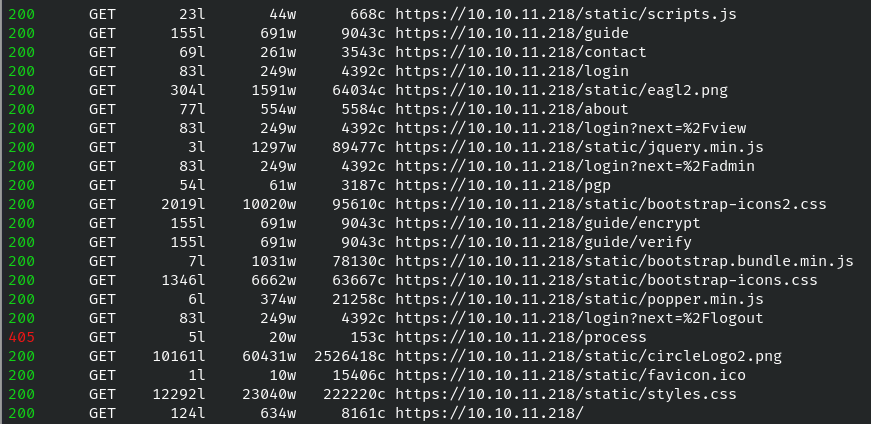 200 GET 23l 44w 668c https://10.10.11.218/static/scripts.js
200 GET 155l 691w 9043c https://10.10.11.218/guide
200 GET 69l 261w 3543c https://10.10.11.218/contact
200 GET 83l 249w 4392c https://10.10.11.218/login
200 GET 304l 1591w 64034c https://10.10.11.218/static/eagl2.png
200 GET 77l 554w 5584c https://10.10.11.218/about
200 GET 83l 249w 4392c https://10.10.11.218/login?next=%2Fview
200 GET 3l 1297w 89477c https://10.10.11.218/static/jquery.min.js
200 GET 83l 249w 4392c https://10.10.11.218/login?next=%2Fadmin
200 GET 54l 61w 3187c https://10.10.11.218/pgp
200 GET 2019l 10020w 95610c https://10.10.11.218/static/bootstrap-icons2.css
200 GET 155l 691w 9043c https://10.10.11.218/guide/encrypt
200 GET 155l 691w 9043c https://10.10.11.218/guide/verify
200 GET 7l 1031w 78130c https://10.10.11.218/static/bootstrap.bundle.min.js
200 GET 1346l 6662w 63667c https://10.10.11.218/static/bootstrap-icons.css
200 GET 6l 374w 21258c https://10.10.11.218/static/popper.min.js
200 GET 83l 249w 4392c https://10.10.11.218/login?next=%2Flogout
405 GET 5l 20w 153c https://10.10.11.218/process
200 GET 10161l 60431w 2526418c https://10.10.11.218/static/circleLogo2.png
200 GET 1l 10w 15406c https://10.10.11.218/static/favicon.ico
200 GET 12292l 23040w 222220c https://10.10.11.218/static/styles.css
200 GET 124l 634w 8161c https://10.10.11.218/